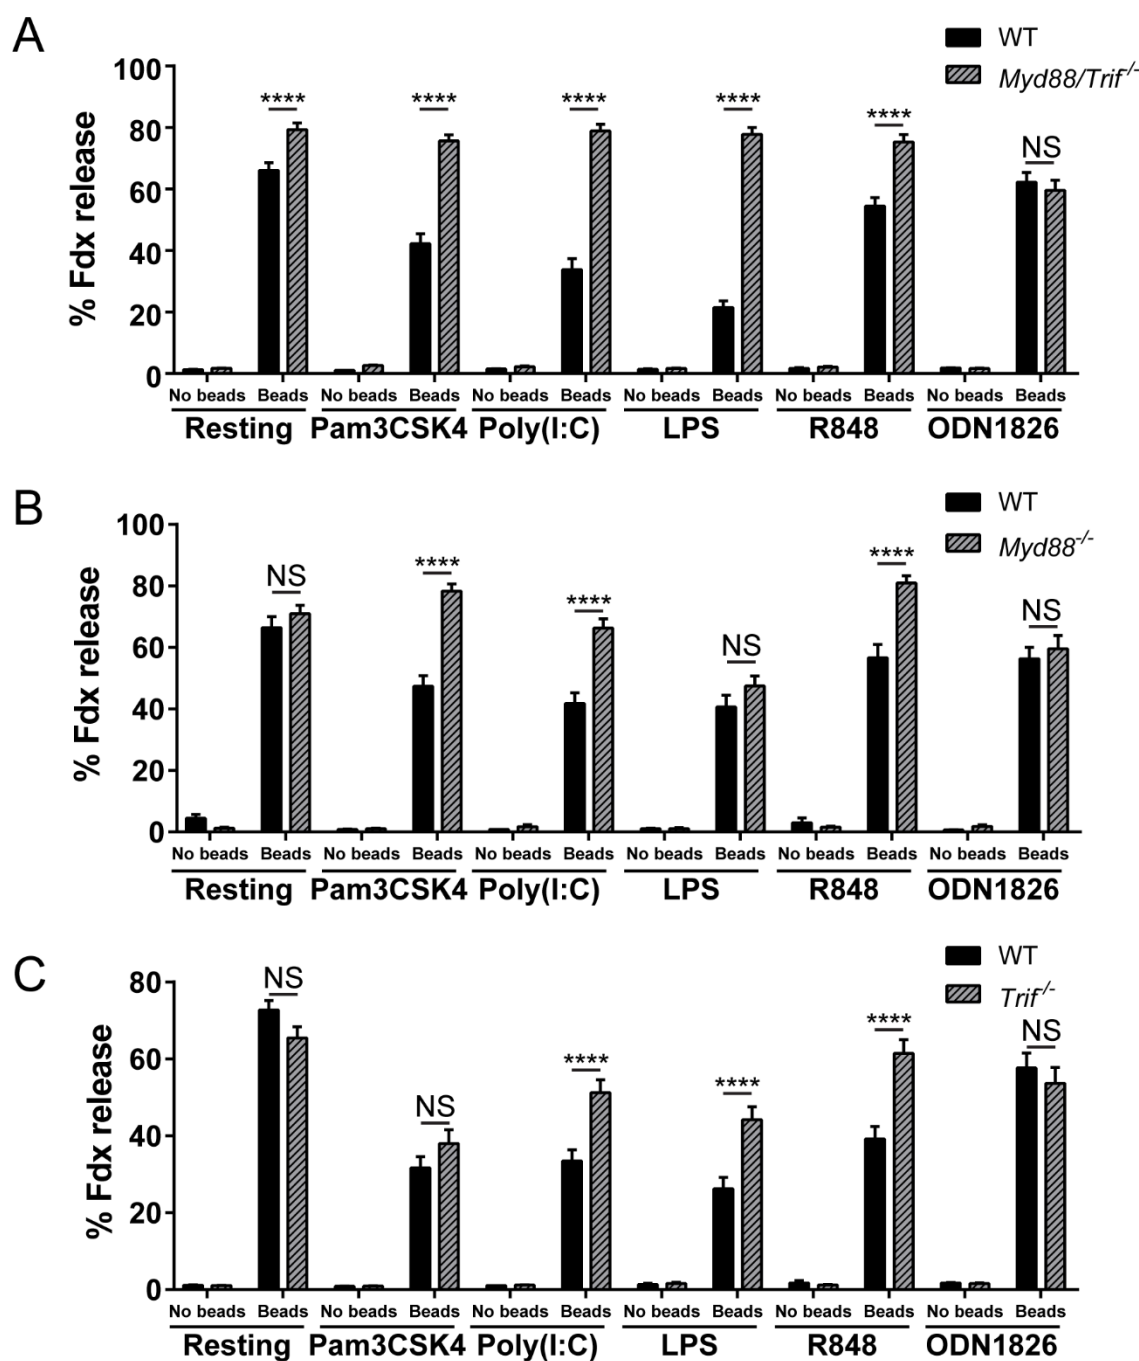 A
WT
Myd88/Trif-/-
% Fdx release
100
80
60
40
20
0
**** **** **** **** **** NS
No beads Beads No beads Beads No beads Beads No beads Beads No beads Beads No beads Beads
Resting Pam3CSK4 Poly(I:C) LPS R848 ODN1826
B
WT
Myd88-/-
% Fdx release
100
80
60
40
20
0
NS **** **** NS **** NS
No beads Beads No beads Beads No beads Beads No beads Beads No beads Beads No beads Beads
Resting Pam3CSK4 Poly(I:C) LPS R848 ODN1826
C
WT
Trif-/-
% Fdx release
80
60
40
20
0
NS NS **** **** **** NS
No beads Beads No beads Beads No beads Beads No beads Beads No beads Beads No beads Beads
Resting Pam3CSK4 Poly(I:C) LPS R848 ODN1826